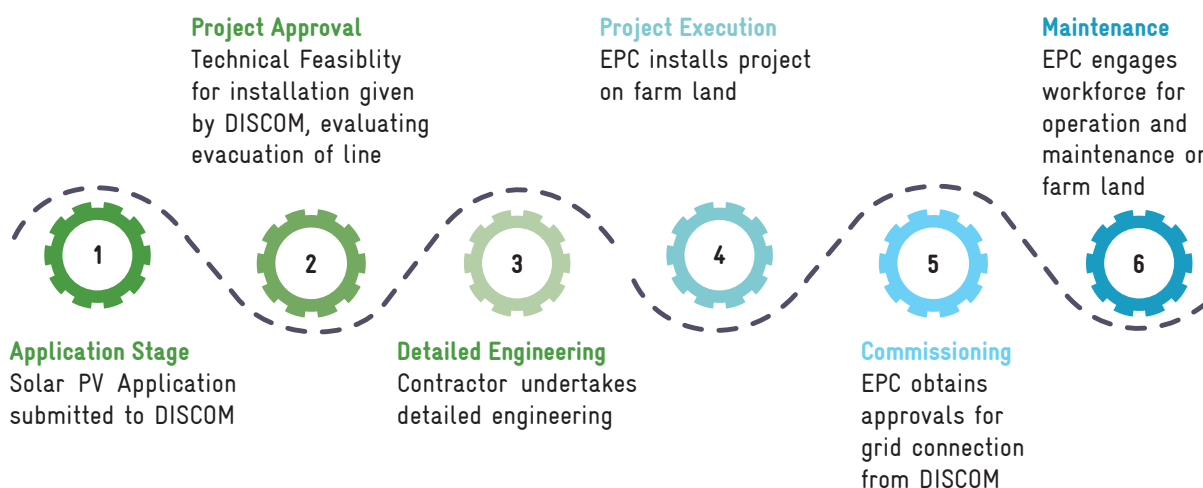 1
Application Stage
Solar PV Application
submitted to DISCOM
Project Approval
Technical Feasiblity
for installation given
by DISCOM, evaluating
evacuation of line
2
3
Detailed Engineering
Contractor undertakes
detailed engineering
Project Execution
EPC installs project
on farm land
4
5
Commissioning
EPC obtains
approvals for
grid connection
from DISCOM
Maintenance
EPC engages
workforce for
operation and
maintenance on
farm land
6